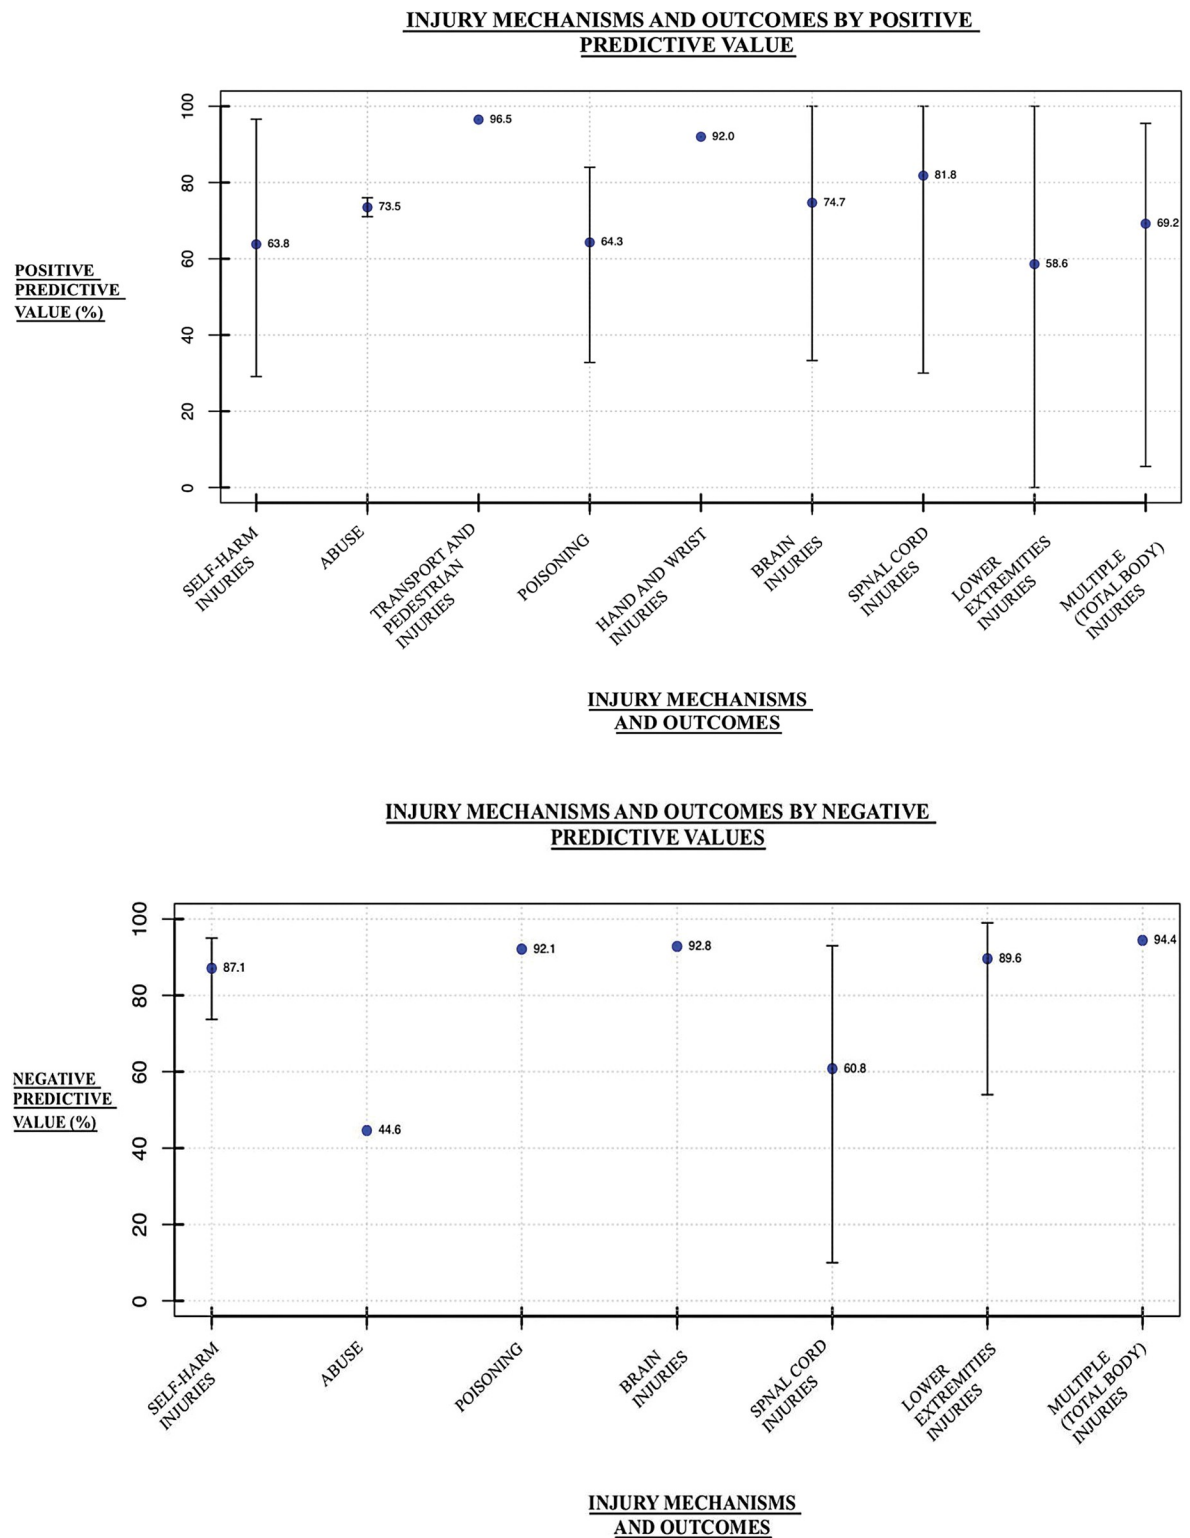 INJURY MECHANISMS AND OUTCOMES BY POSITIVE
PREDICTIVE VALUE
POSITIVE
PREDICTIVE
VALUE (%)
100
80
60
40
20
0
63.8
73.5
96.5
64.3
92.0
74.7
81.8
58.6
69.2
SELF-HARM
INJURIES
ABUSE
TRANSPORT AND
PEDESTRIAN
INJURIES
POISONING
HAND AND WRIST
INJURIES
BRAIN
INJURIES
SPNAL CORD
INJURIES
LOWER
EXTREMITIES
INJURIES
MULTIPLE
(TOTAL BODY)
INJURIES
INJURY MECHANISMS
AND OUTCOMES
INJURY MECHANISMS AND OUTCOMES BY NEGATIVE
PREDICTIVE VALUES
NEGATIVE
PREDICTIVE
VALUE (%)
100
80
60
40
20
0
87.1
44.6
92.1
92.8
60.8
89.6
94.4
SELF-HARM
INJURIES
ABUSE
POISONING
BRAIN
INJURIES
SPNAL CORD
INJURIES
LOWER
EXTREMITIES
INJURIES
MULTIPLE
(TOTAL BODY)
INJURIES
INJURY MECHANISMS
AND OUTCOMES